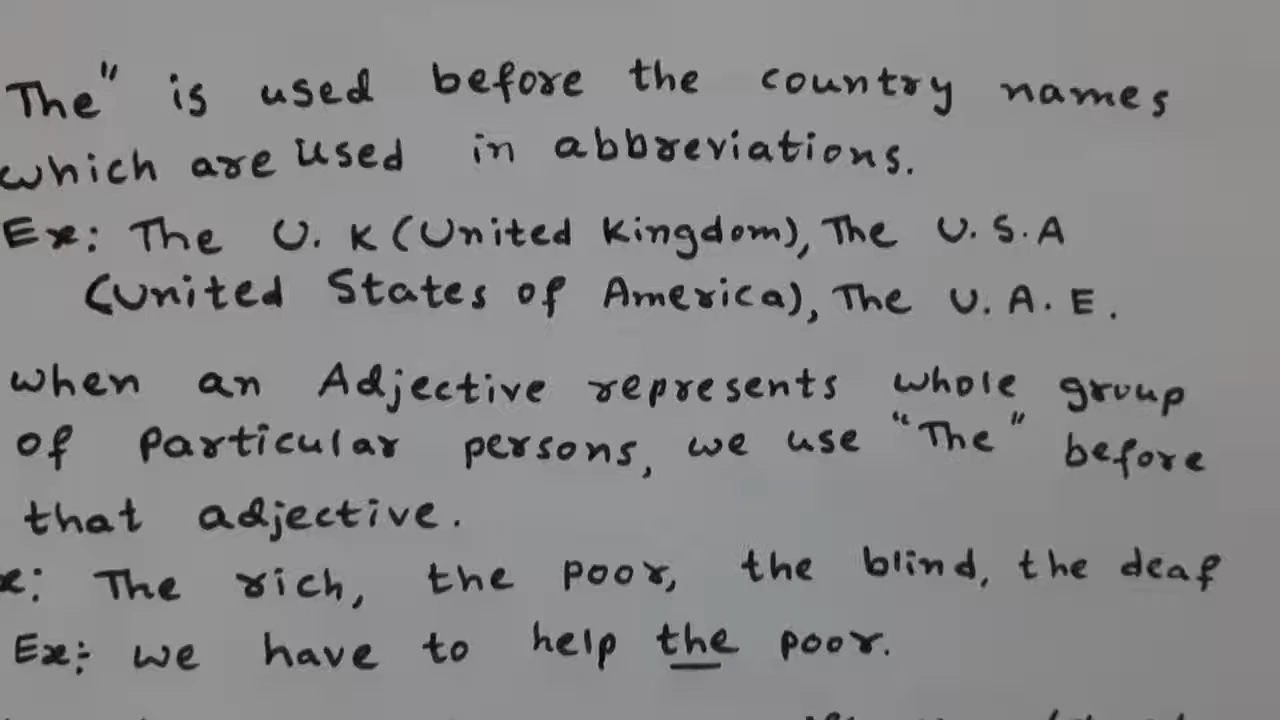 The" is used before the country names
which are used in abbreviations.
Ex: The U. K (United Kingdom), The U.S.A
(United States of America), The U. A. E.
when an Adjective represents whole group
of particular persons, we use "The" before
that adjective.
x: The rich, the poor, the blind, the deaf
Ex: we have to help the poor.